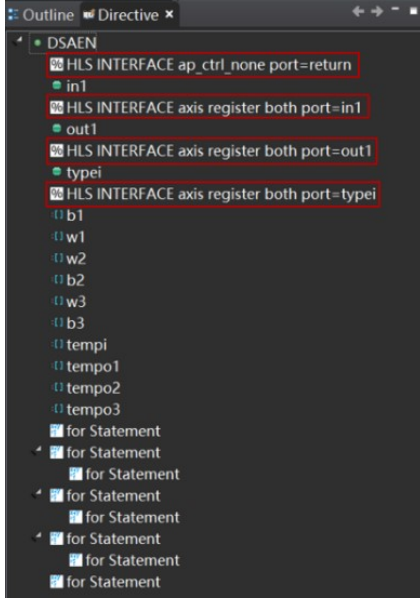 Outline Directive
DSAEN
% HLS INTERFACE ap_ctrl_none port=return
in1
% HLS INTERFACE axis register both port=in1
out1
% HLS INTERFACE axis register both port=out1
typei
% HLS INTERFACE axis register both port=typei
b1
w1
w2
b2
w3
b3
tempi
tempo1
tempo2
tempo3
for Statement
for Statement
for Statement
for Statement
for Statement
for Statement
for Statement
for Statement